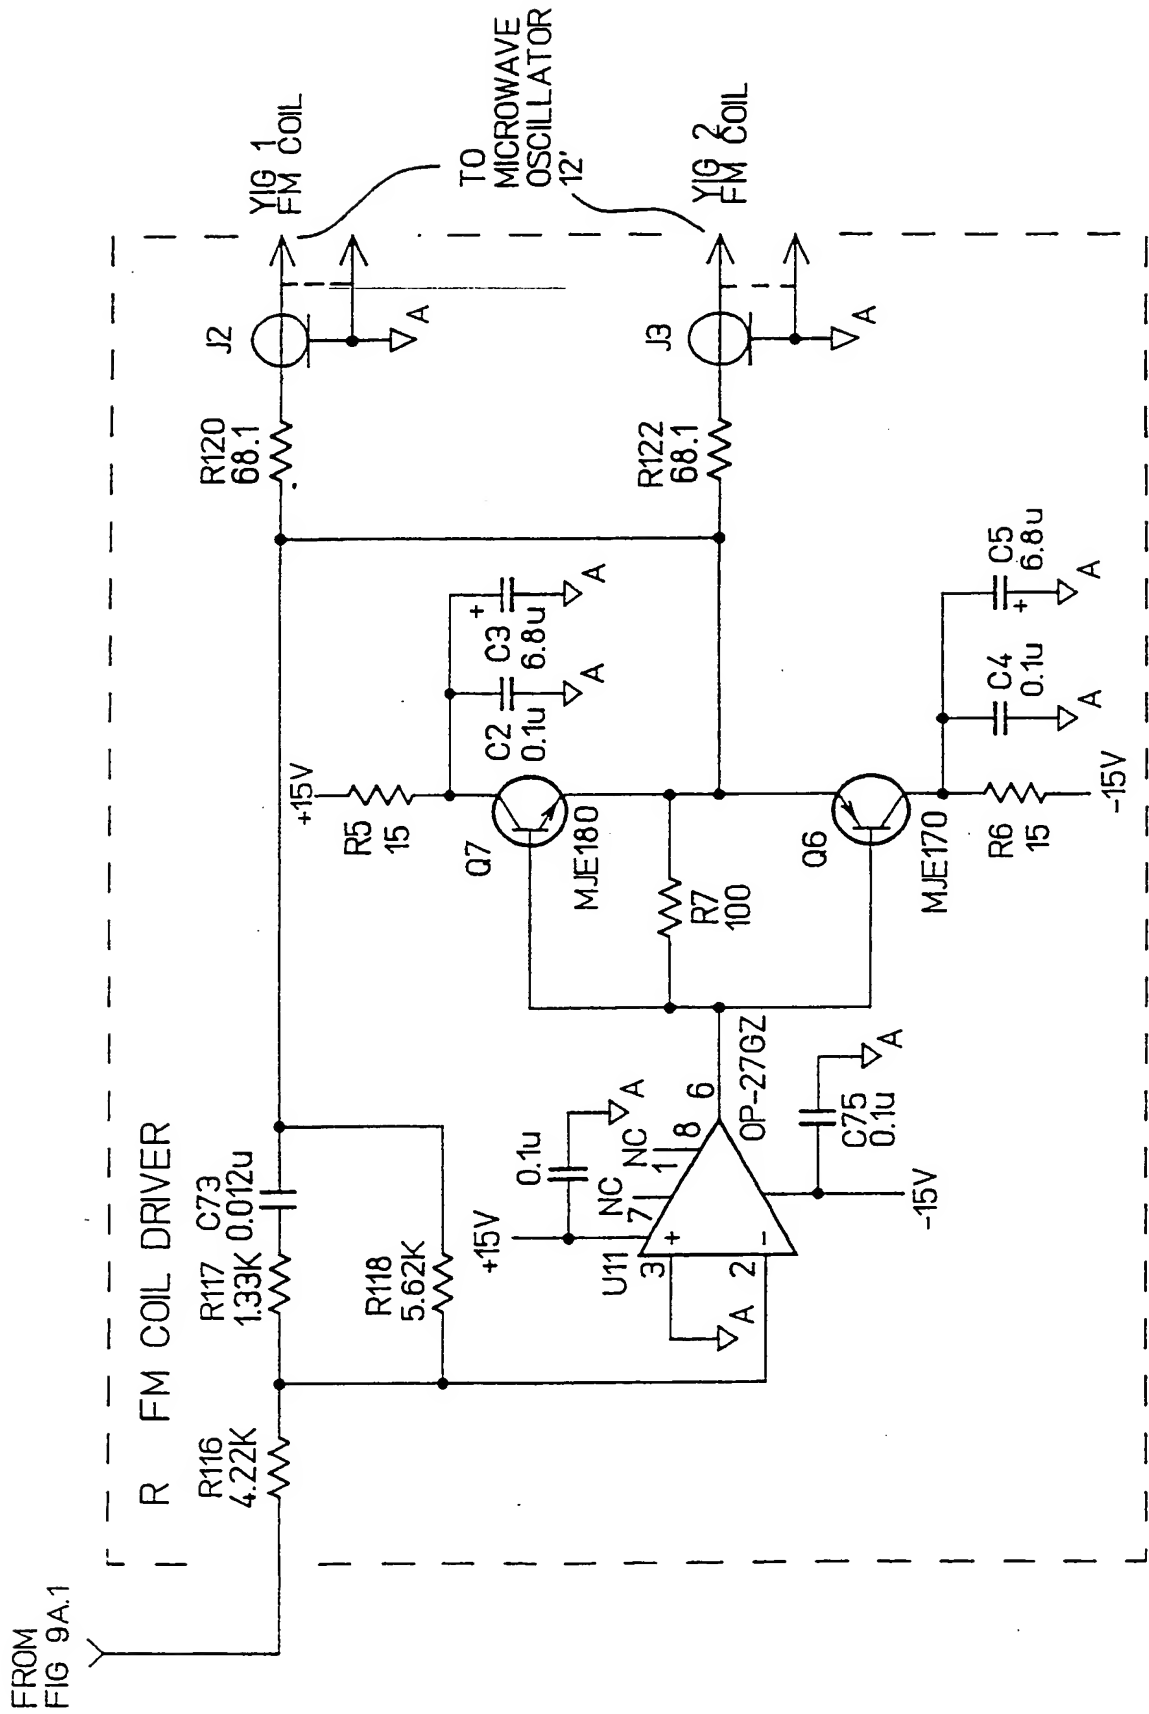 FROM
FIG 9A.1
R FM COIL DRIVER
R116
4.22K
R117
1.33K
C73
0.012u
R118
5.62K
R120
68.1
J2
A
YIG 1
FM COIL
TO
MICROWAVE
OSCILLATOR
12'
YIG 2
FM COIL
R122
68.1
J3
A
+15V
R5
15
C2
0.1u
A
+
C3
6.8u
A
Q7
MJE180
R7
100
Q6
MJE170
R6
15
-15V
C4
0.1u
A
C5
6.8u
+
A
+15V
0.1u
A
U11
3
+
2
-
7
NC
1
NC
8
6
OP-27GZ
A
C75
0.1u
A
-15V